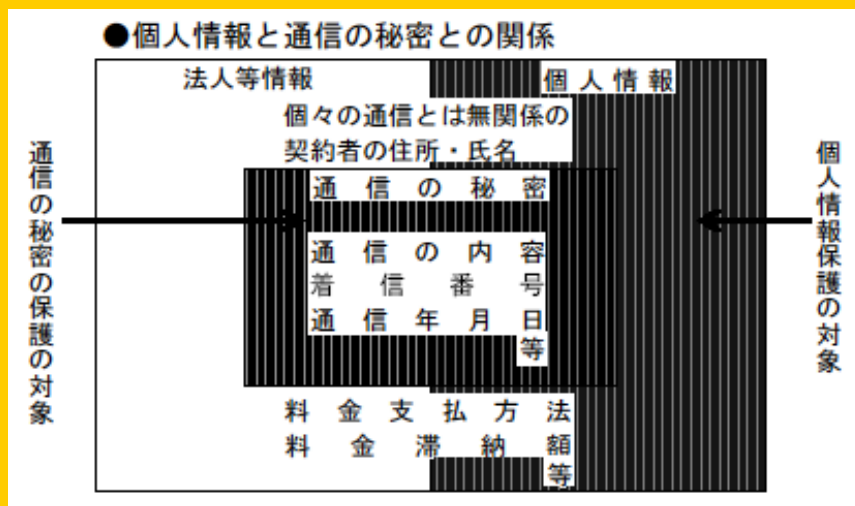 ●個人情報と通信の秘密との関係
法人等情報
個人情報
個々の通信とは無関係の
契約者の住所・氏名
通信の秘密の保護の対象
通信の秘密
通信の内容
着信番号
通信年月日
等
個人情報保護の対象
料金支払方法
料金滞納額
等